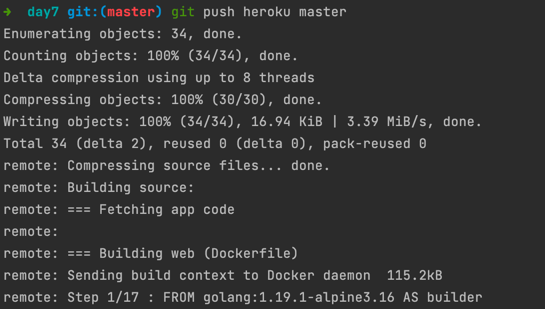 ➜  day7 git:(master) git push heroku master
Enumerating objects: 34, done.
Counting objects: 100% (34/34), done.
Delta compression using up to 8 threads
Compressing objects: 100% (30/30), done.
Writing objects: 100% (34/34), 16.94 KiB | 3.39 MiB/s, done.
Total 34 (delta 2), reused 0 (delta 0), pack-reused 0
remote: Compressing source files... done.
remote: Building source:
remote: === Fetching app code
remote:
remote: === Building web (Dockerfile)
remote: Sending build context to Docker daemon  115.2kB
remote: Step 1/17 : FROM golang:1.19.1-alpine3.16 AS builder